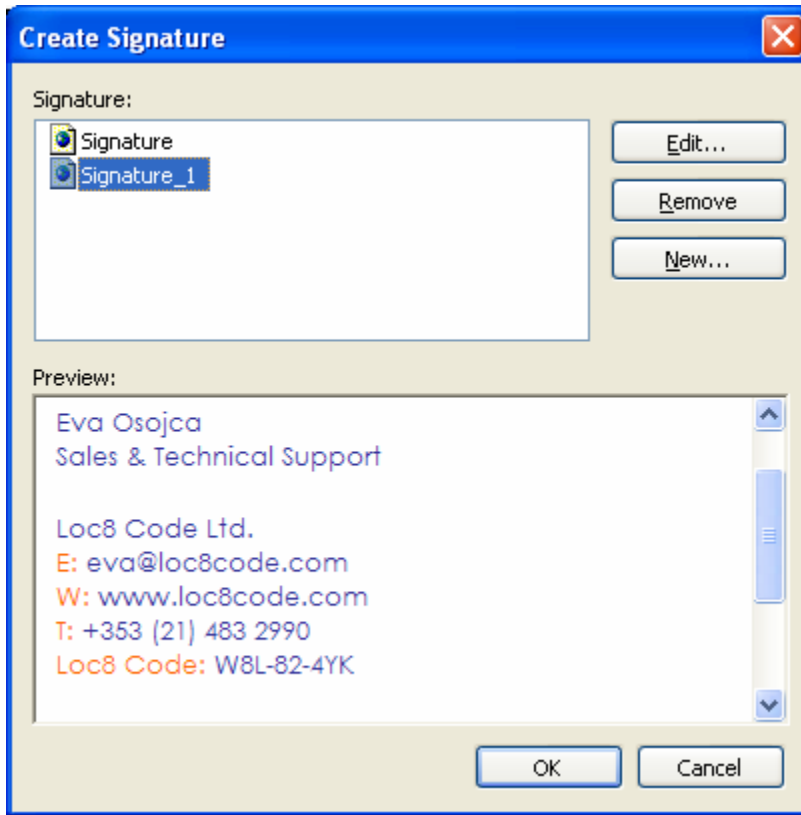 Create Signature
Signature:
Signature
Signature_1
Edit...
Remove
New...
Preview:
Eva Osojca
Sales & Technical Support
Loc8 Code Ltd.
E: eva@loc8code.com
W: www.loc8code.com
T: +353 (21) 483 2990
Loc8 Code: W8L-82-4YK
OK
Cancel